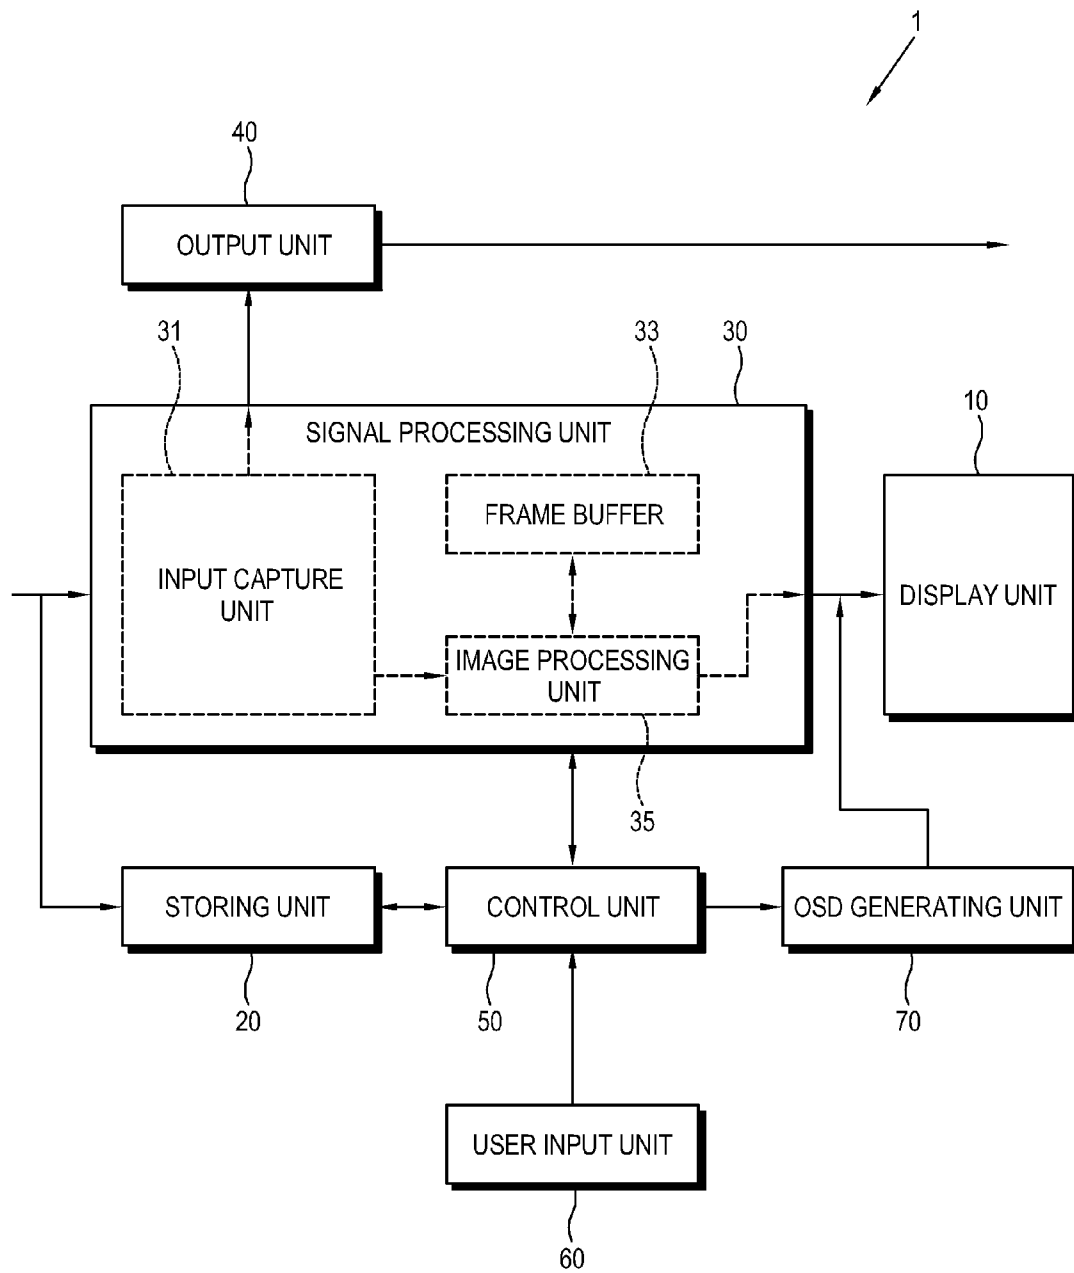 1
40
OUTPUT UNIT
31
33
30
10
SIGNAL PROCESSING UNIT
FRAME BUFFER
INPUT CAPTURE
UNIT
DISPLAY UNIT
IMAGE PROCESSING
UNIT
35
STORING UNIT
CONTROL UNIT
OSD GENERATING UNIT
20
50
70
USER INPUT UNIT
60